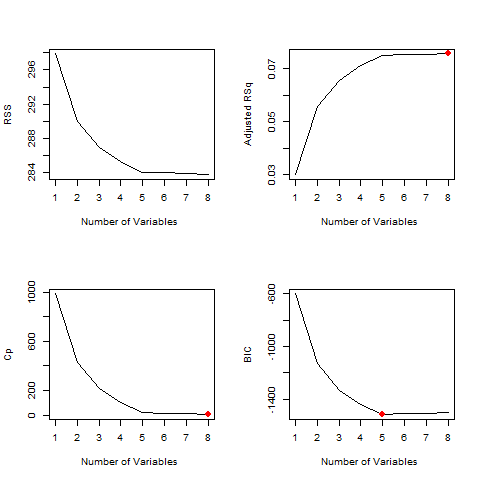 RSS
296
292
288
284
1 2 3 4 5 6 7 8
Number of Variables
Adjusted RSq
0.07
0.05
0.03
1 2 3 4 5 6 7 8
Number of Variables
Cp
1000
600
200
0
1 2 3 4 5 6 7 8
Number of Variables
BIC
-600
-1000
-1400
1 2 3 4 5 6 7 8
Number of Variables